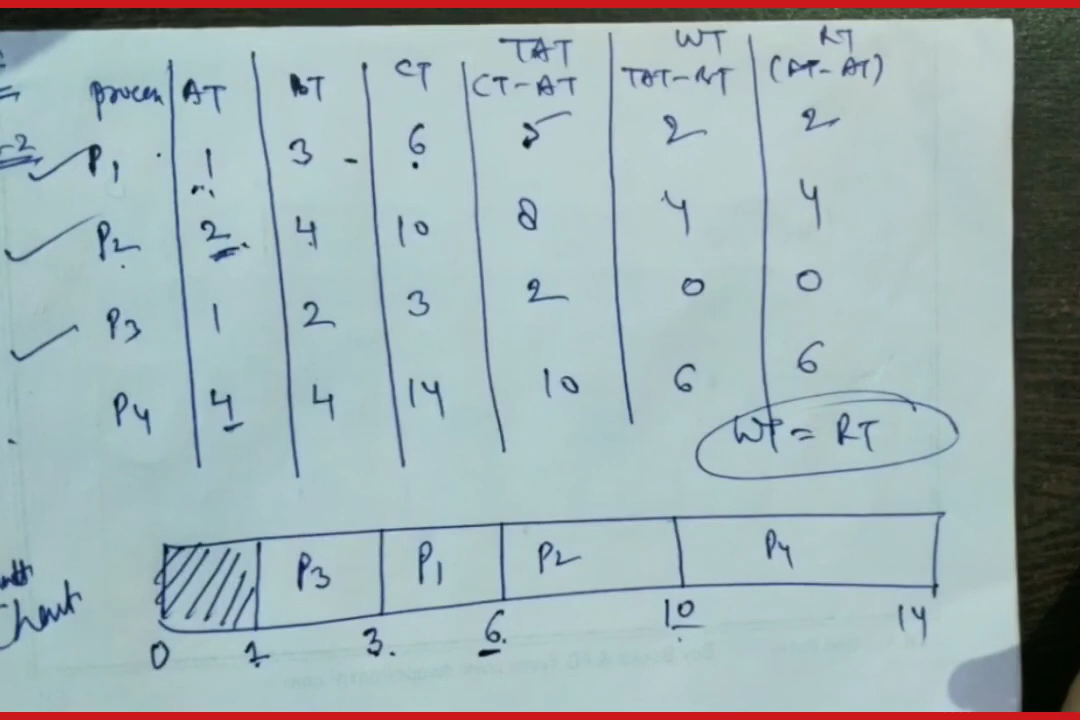 TAT WT RT
process AT BT CT CT-AT TAT-BT (AT-AT)
-2 P1 1 3 6 5 2 2
P2 2 4 10 8 4 4
P3 1 2 3 2 0 0
P4 4 4 14 10 6 6
WT = RT
P3 P1 P2 P4
Chart
0 1 3 6 10 14